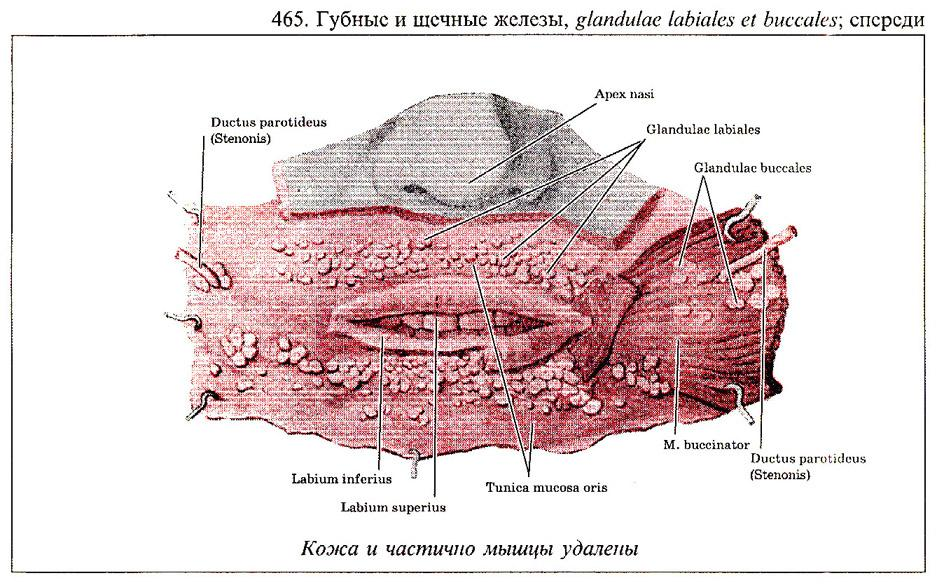 465. Губные и щечные железы, glandulae labiales et buccales; спереди
Apex nasi
Ductus parotideus
(Stenonis)
Glandulae labiales
Glandulae buccales
M. buccinator
Ductus parotideus
(Stenonis)
Labium inferius
Tunica mucosa oris
Labium superius
Кожа и частично мышцы удалены